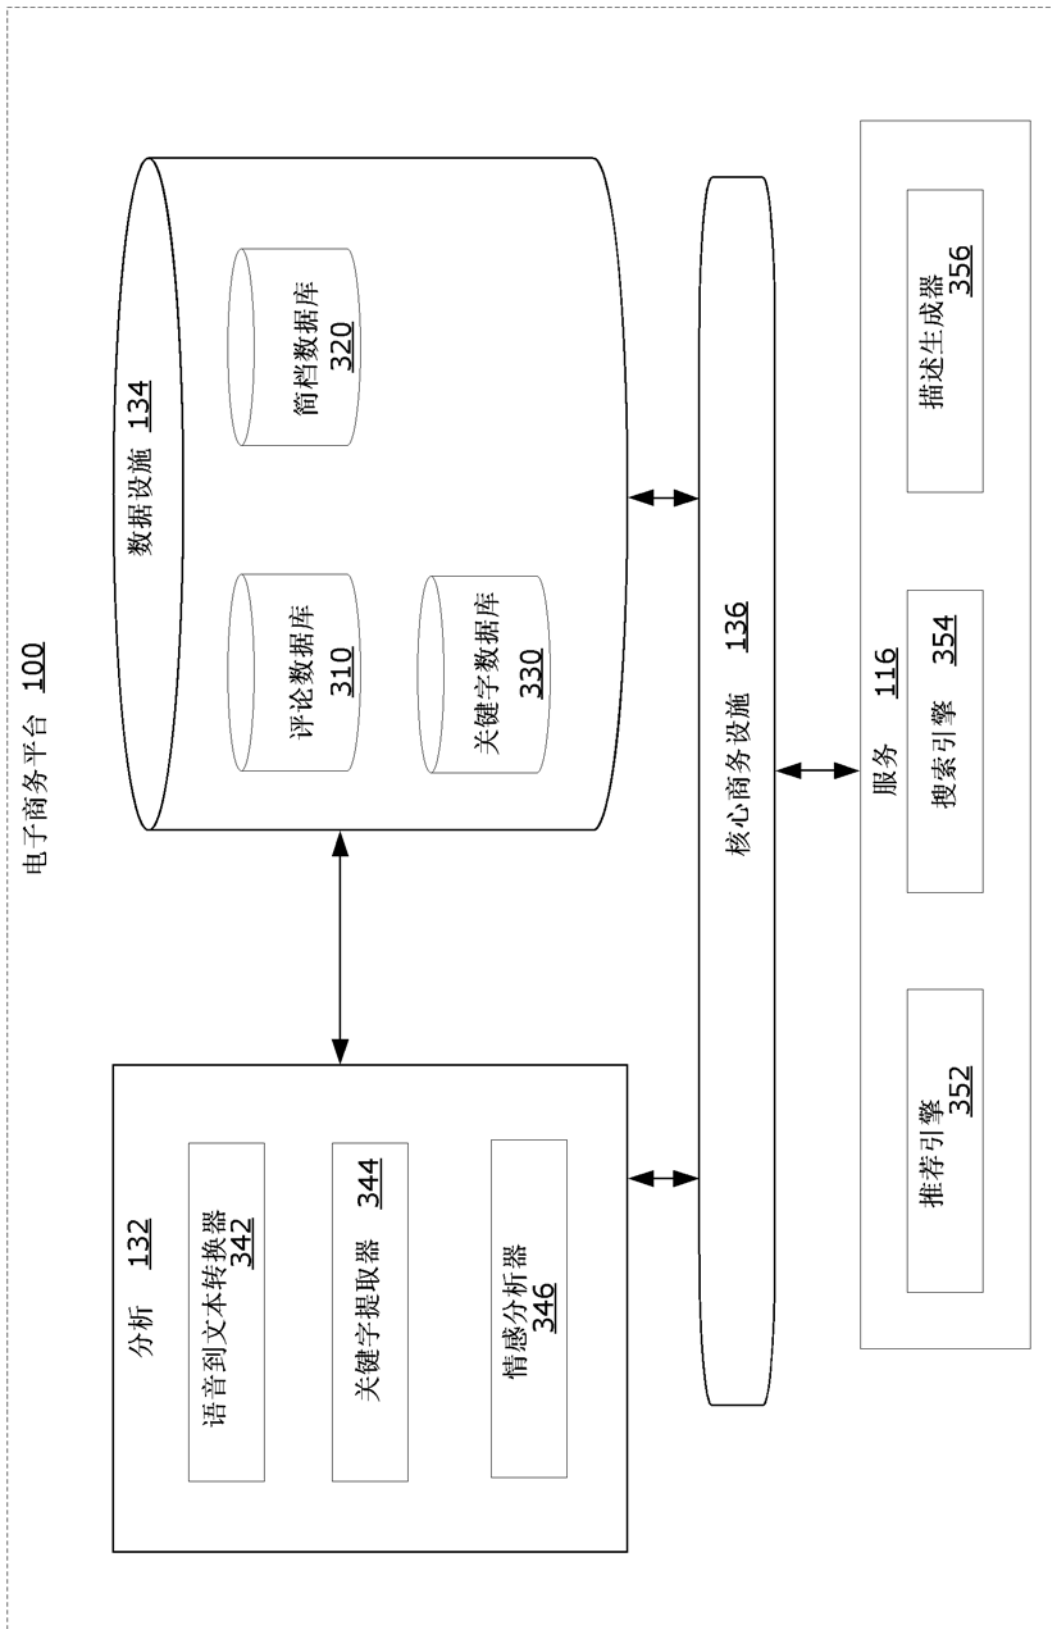 电子商务平台 100
分析 132
语音到文本转换器
342
关键字提取器 344
情感分析器
346
数据设施 134
评论数据库
310
简档数据库
320
关键字数据库
330
核心商务设施 136
服务 116
推荐引擎
352
搜索引擎
354
描述生成器
356